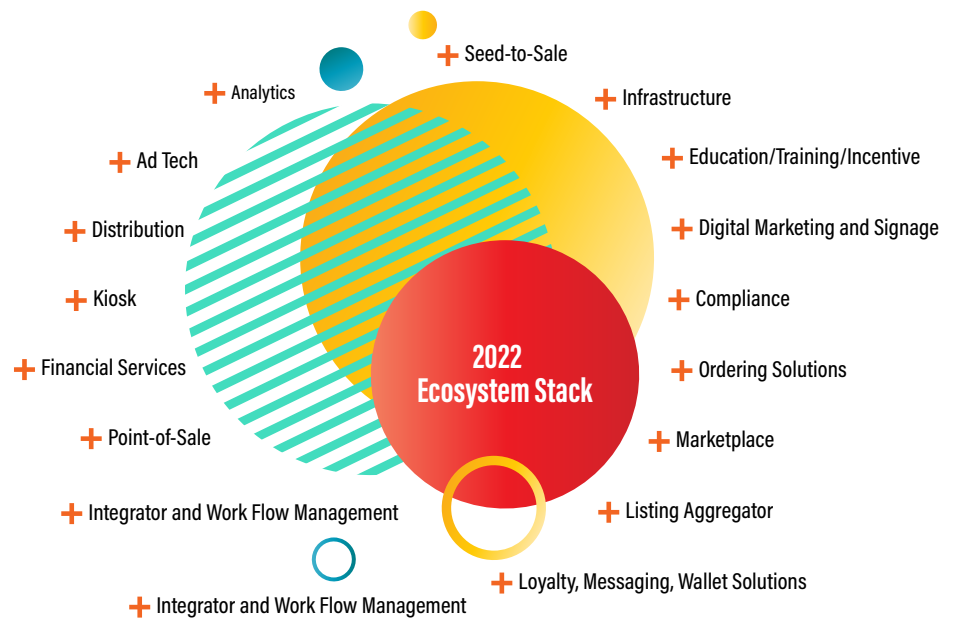 Seed-to-Sale
Analytics
Infrastructure
Ad Tech
Education/Training/Incentive
Distribution
Digital Marketing and Signage
Kiosk
Compliance
Financial Services
2022
Ecosystem Stack
Ordering Solutions
Point-of-Sale
Marketplace
Integrator and Work Flow Management
Listing Aggregator
Loyalty, Messaging, Wallet Solutions
Integrator and Work Flow Management